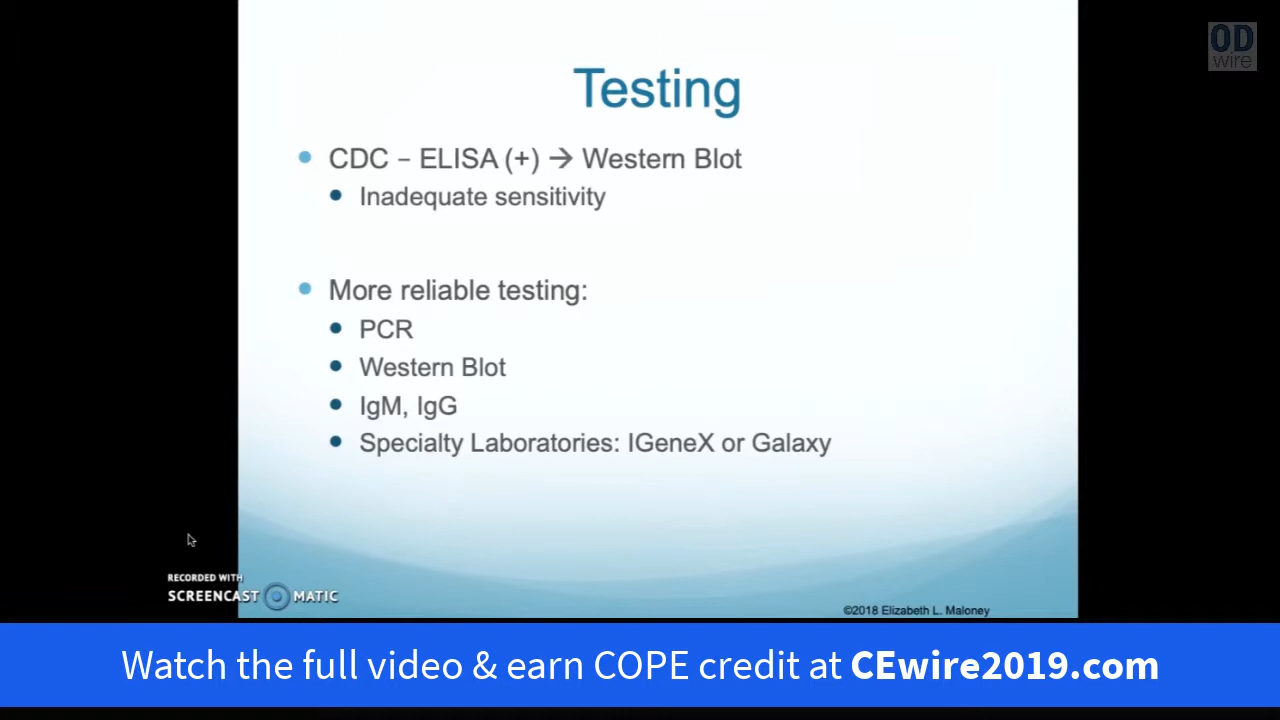 OD
wire
Testing
CDC – ELISA (+) → Western Blot
Inadequate sensitivity
More reliable testing:
PCR
Western Blot
IgM, IgG
Specialty Laboratories: IGeneX or Galaxy
RECORDED WITH
SCREENCAST MATIC
©2018 Elizabeth L. Maloney
Watch the full video & earn COPE credit at CEwire2019.com